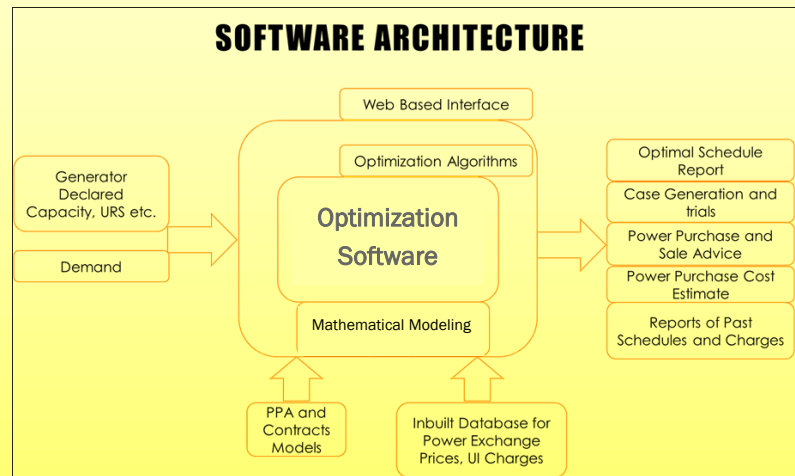 SOFTWARE ARCHITECTURE
Web Based Interface
Optimization Algorithms
Generator
Declared
Capacity, URS etc.
Demand
Optimization
Software
Mathematical Modeling
PPA and
Contracts
Models
Inbuilt Database for
Power Exchange
Prices, UI Charges
Optimal Schedule
Report
Case Generation and
trials
Power Purchase and
Sale Advice
Power Purchase Cost
Estimate
Reports of Past
Schedules and Charges